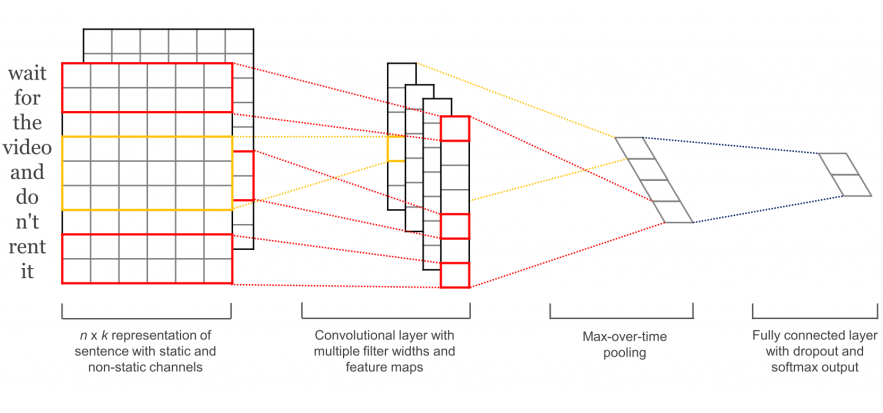 wait
for
the
video
and
do
n't
rent
it
n x k representation of
sentence with static and
non-static channels
Convolutional layer with
multiple filter widths and
feature maps
Max-over-time
pooling
Fully connected layer
with dropout and
softmax output